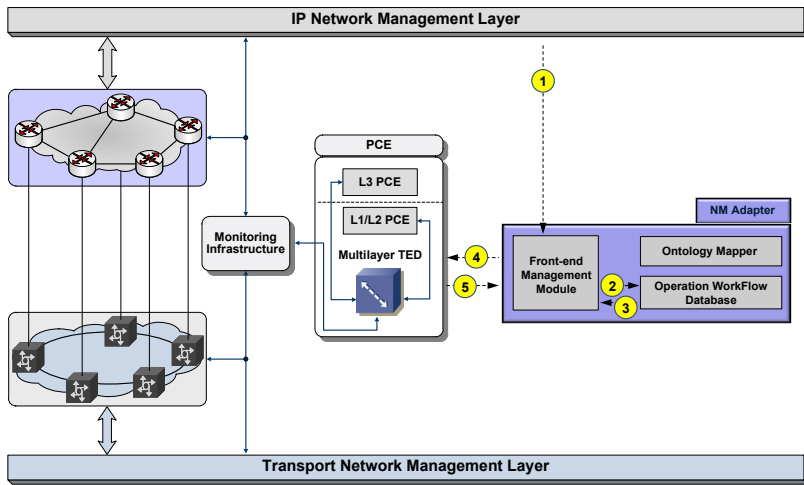 IP Network Management Layer
1
PCE
L3 PCE
L1/L2 PCE
Multilayer TED
Monitoring
Infrastructure
4
5
NM Adapter
Front-end
Management
Module
Ontology Mapper
2
3
Operation WorkFlow
Database
Transport Network Management Layer